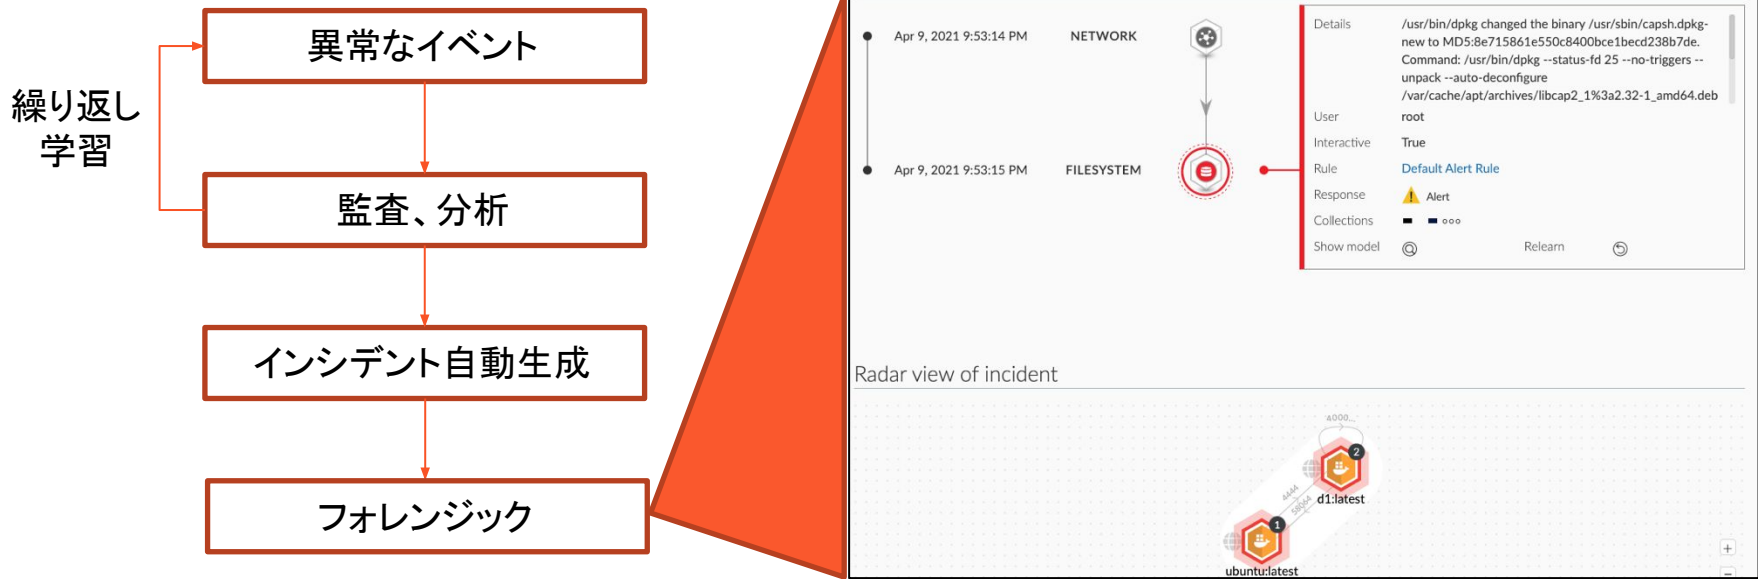 異常なイベント
繰り返し
学習
監査、分析
インシデント自動生成
フォレンジック
Apr 9, 2021 9:53:14 PM NETWORK
Apr 9, 2021 9:53:15 PM FILESYSTEM
Details /usr/bin/dpkg changed the binary /usr/sbin/capsh.dpkg-
new to MD5:8e715861e550c8400bce1becd238b7de.
Command: /usr/bin/dpkg --status-fd 25 --no-triggers --
unpack --auto-deconfigure
/var/cache/apt/archives/libcap2_1%3a2.32-1_amd64.deb
User root
Interactive True
Rule Default Alert Rule
Response Alert
Collections
Show model Relearn
Radar view of incident
4000...
2
d1:latest
4444
58064
1
ubuntu:latest
+
−